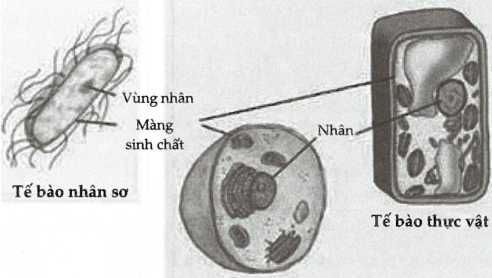 Vùng nhân
Màng
sinh chất
Nhân
Tế bào nhân sơ
Tế bào thực vật